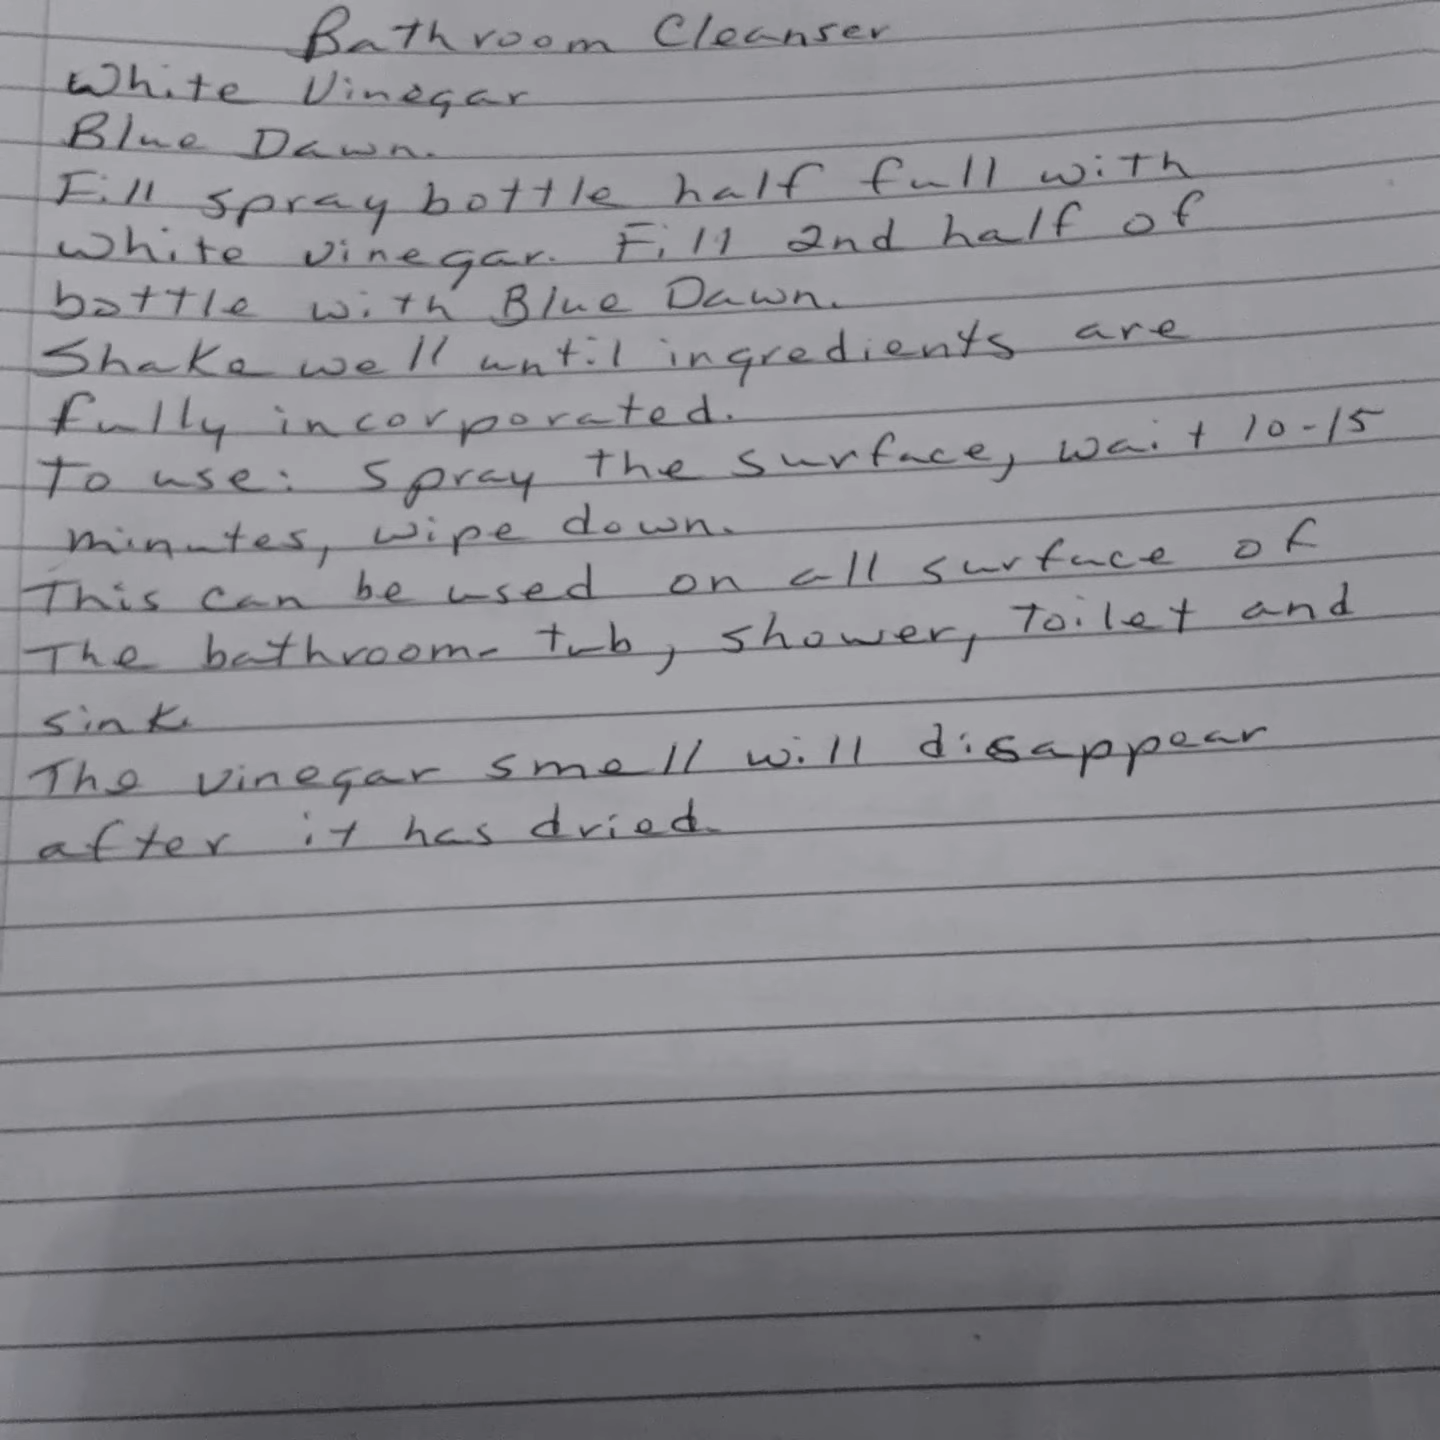 Bathroom Cleanser
White Vinegar
Blue Dawn.
Fill spray bottle half full with
white vinegar. Fill 2nd half of
bottle with Blue Dawn.
Shake well until ingredients are
fully incorporated.
To use: Spray the surface, wait 10-15
minutes, wipe down.
This can be used on all surface of
The bathroom- tub, shower, toilet and
sink.
The vinegar smell will disappear
after it has dried.